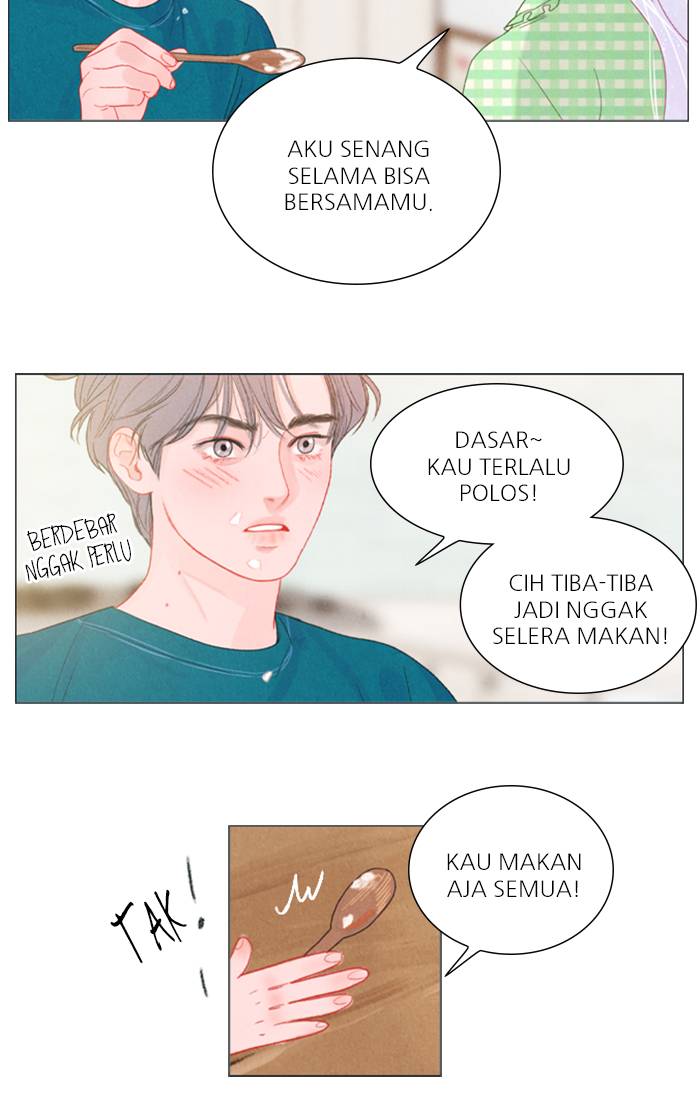 AKU SENANG
SELAMA BISA
BERSAMAMU.
DASAR~
KAU TERLALU
POLOS!
BERDEBAR
NGGAK PERLU
CIH TIBA-TIBA
JADI NGGAK
SELERA MAKAN!
KAU MAKAN
AJA SEMUA!
TAK!